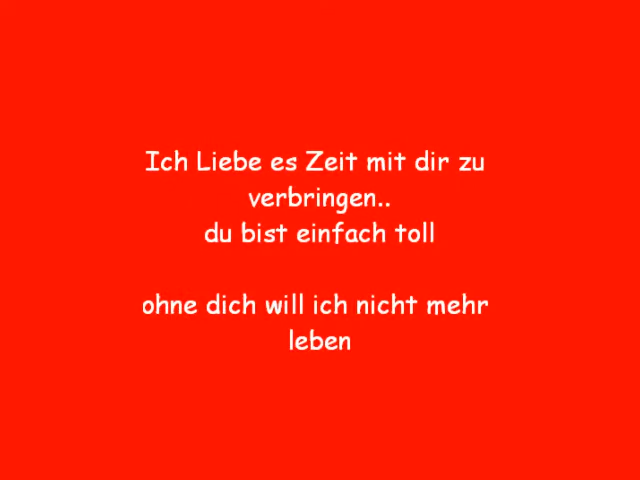 Ich Liebe es Zeit mit dir zu
verbringen..
du bist einfach toll
ohne dich will ich nicht mehr
leben